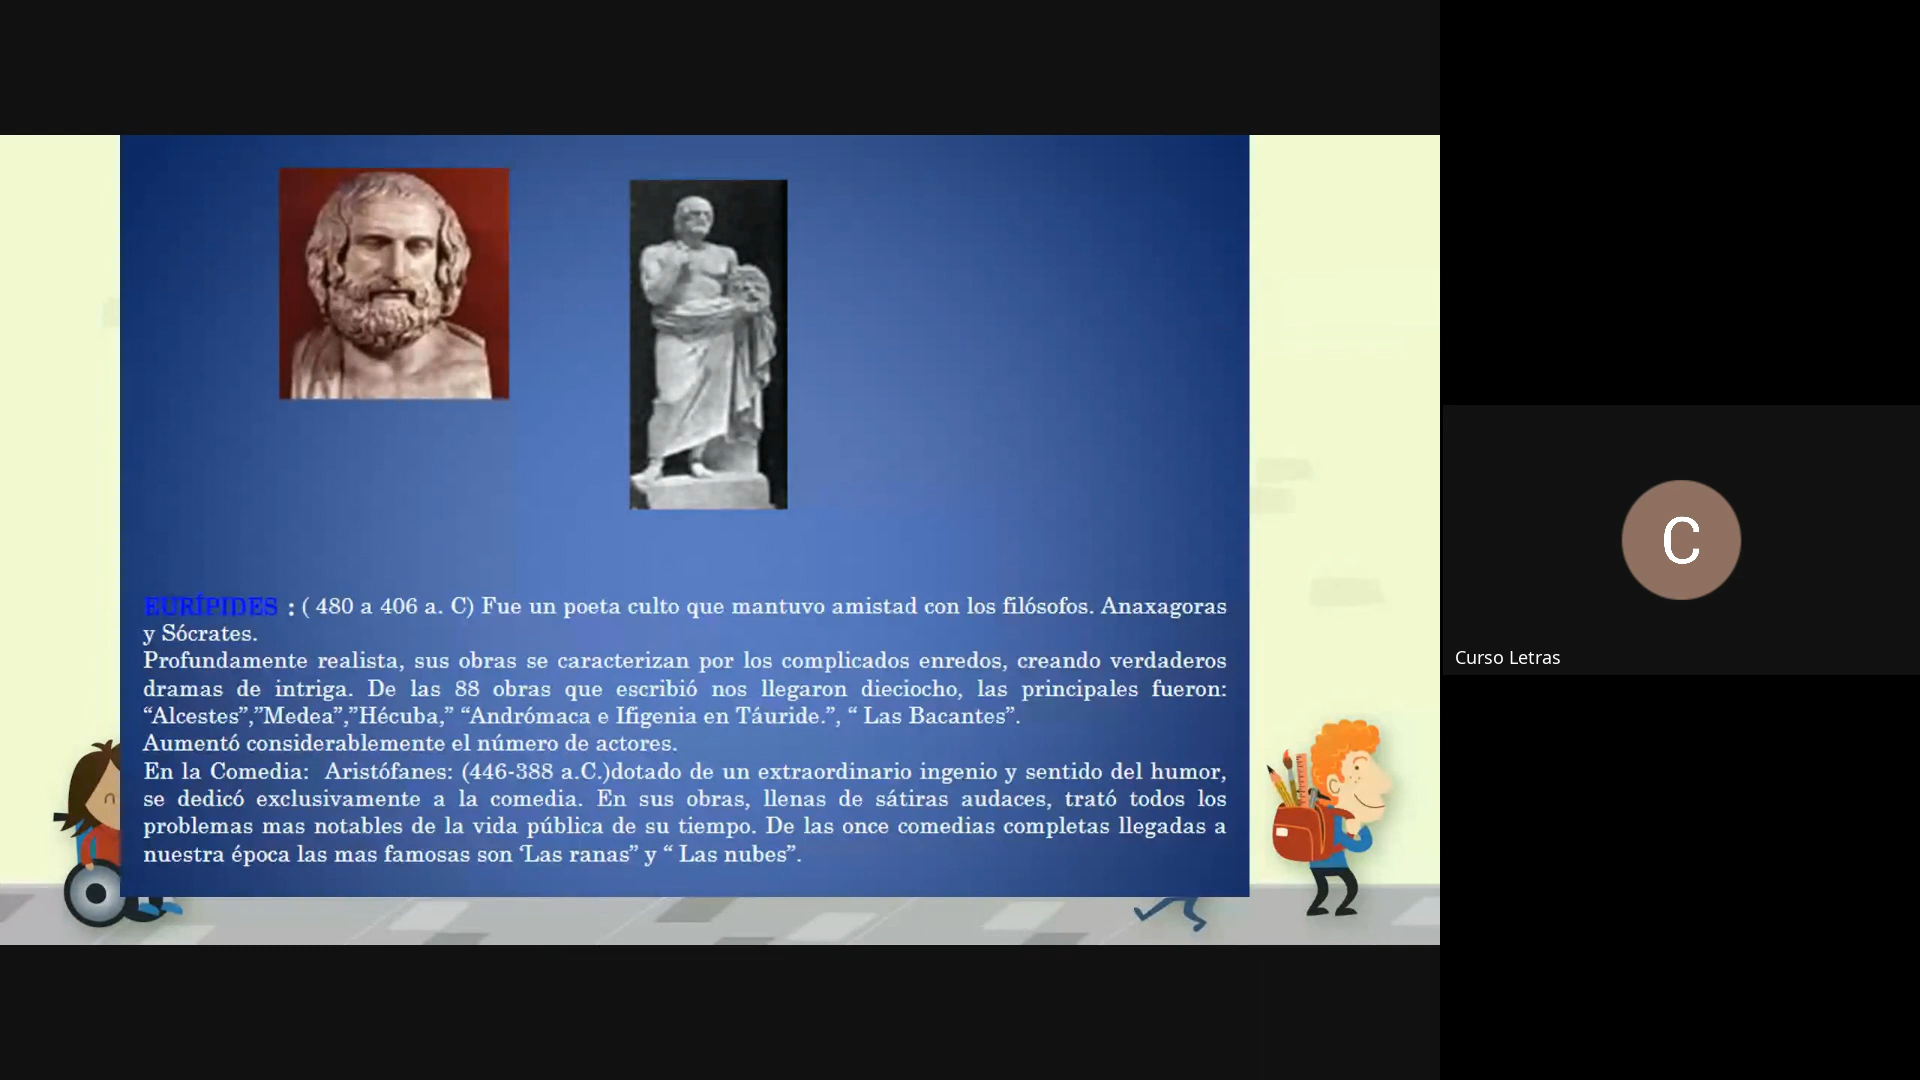 EURÍPIDES : ( 480 a 406 a. C) Fue un poeta culto que mantuvo amistad con los filósofos. Anaxagoras
y Sócrates.
Profundamente realista, sus obras se caracterizan por los complicados enredos, creando verdaderos
dramas de intriga. De las 88 obras que escribió nos llegaron dieciocho, las principales fueron:
“Alcestes”,”Medea”,”Hécuba,” “Andrómaca e Ifigenia en Táuride.”, “ Las Bacantes”.
Aumentó considerablemente el número de actores.
En la Comedia: Aristófanes: (446-388 a.C.)dotado de un extraordinario ingenio y sentido del humor,
se dedicó exclusivamente a la comedia. En sus obras, llenas de sátiras audaces, trató todos los
problemas mas notables de la vida pública de su tiempo. De las once comedias completas llegadas a
nuestra época las mas famosas son ‘Las ranas” y “ Las nubes”.
C
Curso Letras